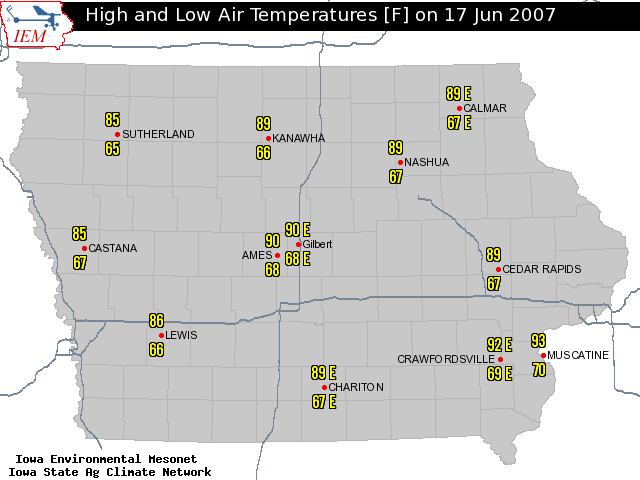 High and Low Air Temperatures [F] on 17 Jun 2007
IEM
89 E
CALMAR
67 E
85
SUTHERLAND
65
89
KANAWHA
66
89
NASHUA
67
85
CASTANA
67
90
AMES
68
90 E
Gilbert
68 E
89
CEDAR RAPIDS
67
86
LEWIS
66
92 E
CRAWFORDSVILLE
69 E
93
MUSCATINE
70
89 E
CHARITON
67 E
Iowa Environmental Mesonet
Iowa State Ag Climate Network